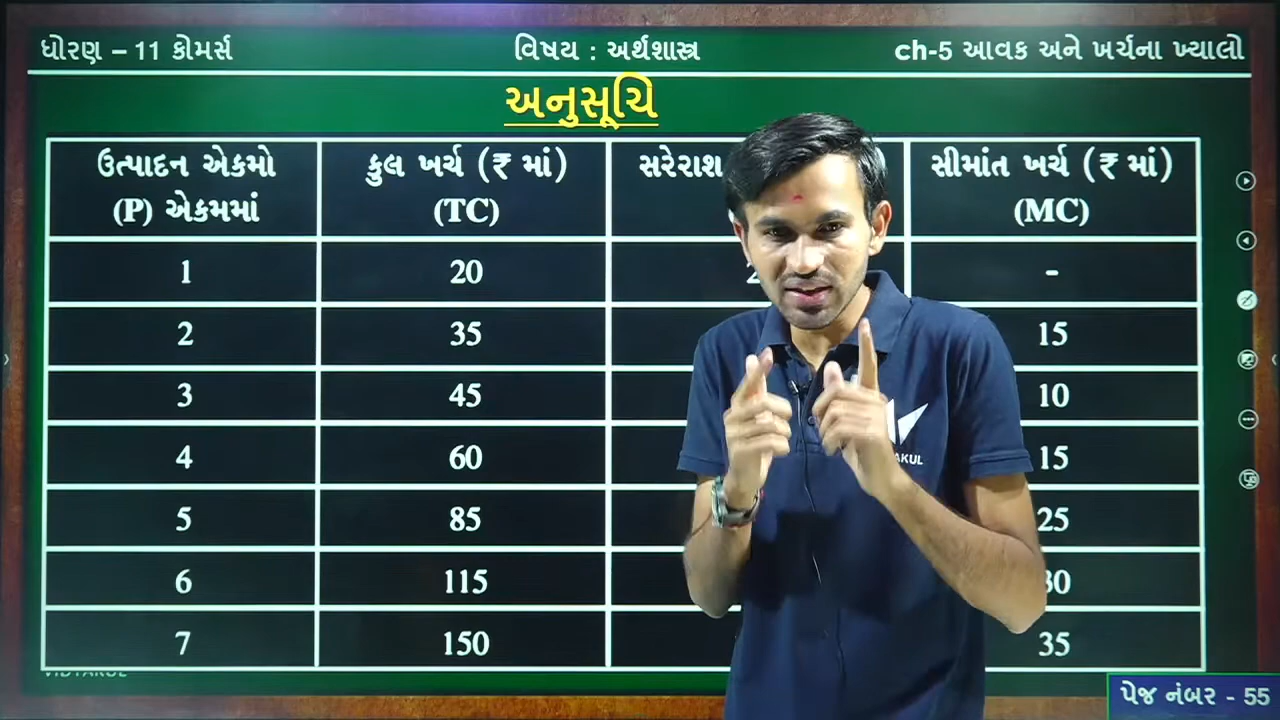 ધોરણ – 11 કોમર્સ વિષય : અર્થશાસ્ત્ર ch-5 આવક અને ખર્ચના ખ્યાલો
અનુસૂચિ
ઉત્પાદન એકમો કુલ ખર્ચ (₹ માં) સરેરાશ સીમાંત ખર્ચ (₹ માં)
(P) એકમમાં (TC) (MC)
1 20 -
2 35 15
3 45 10
4 60 15
5 85 25
6 115 30
7 150 35
VIDYAKUL
પેજ નંબર - 55